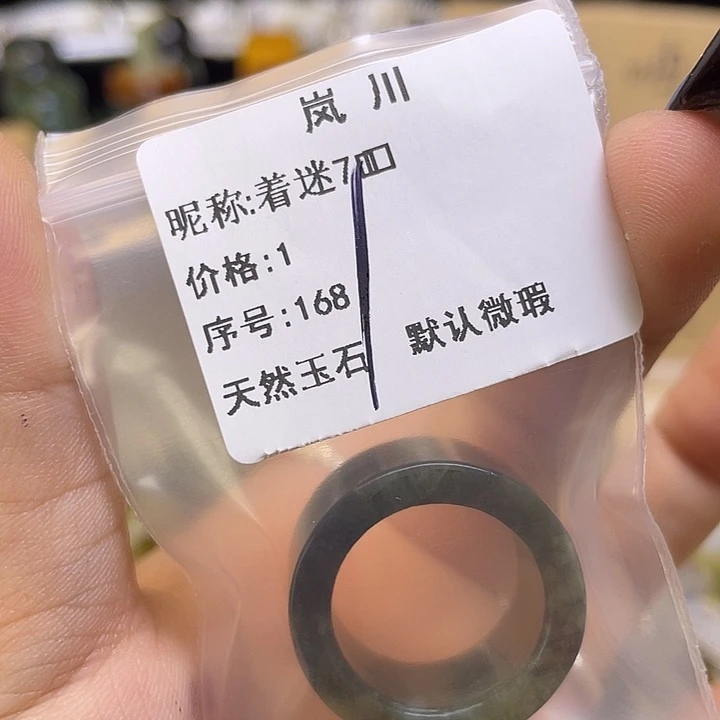 岚川
昵称:着迷7□□
价格:1
序号:168
天然玉石 默认微瑕